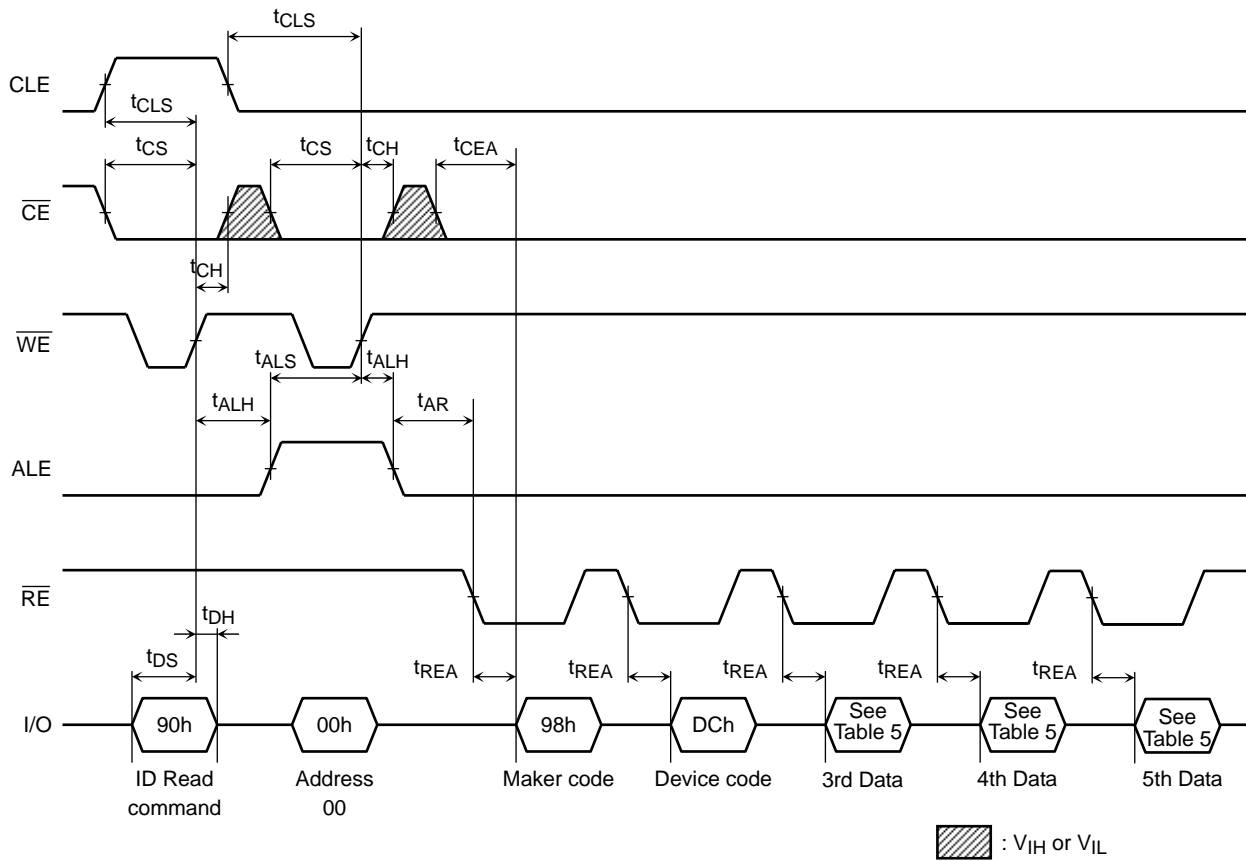 tCLS
CLE
tCLS
tCS
tCS
tCH
tCEA
CE
tCH
WE
tALS
tALH
tALH
tAR
ALE
RE
tDH
tDS
tREA
tREA
tREA
tREA
tREA
I/O
90h
00h
98h
DCh
See
Table 5
See
Table 5
See
Table 5
ID Read
command
Address
00
Maker code
Device code
3rd Data
4th Data
5th Data
: VIH or VIL